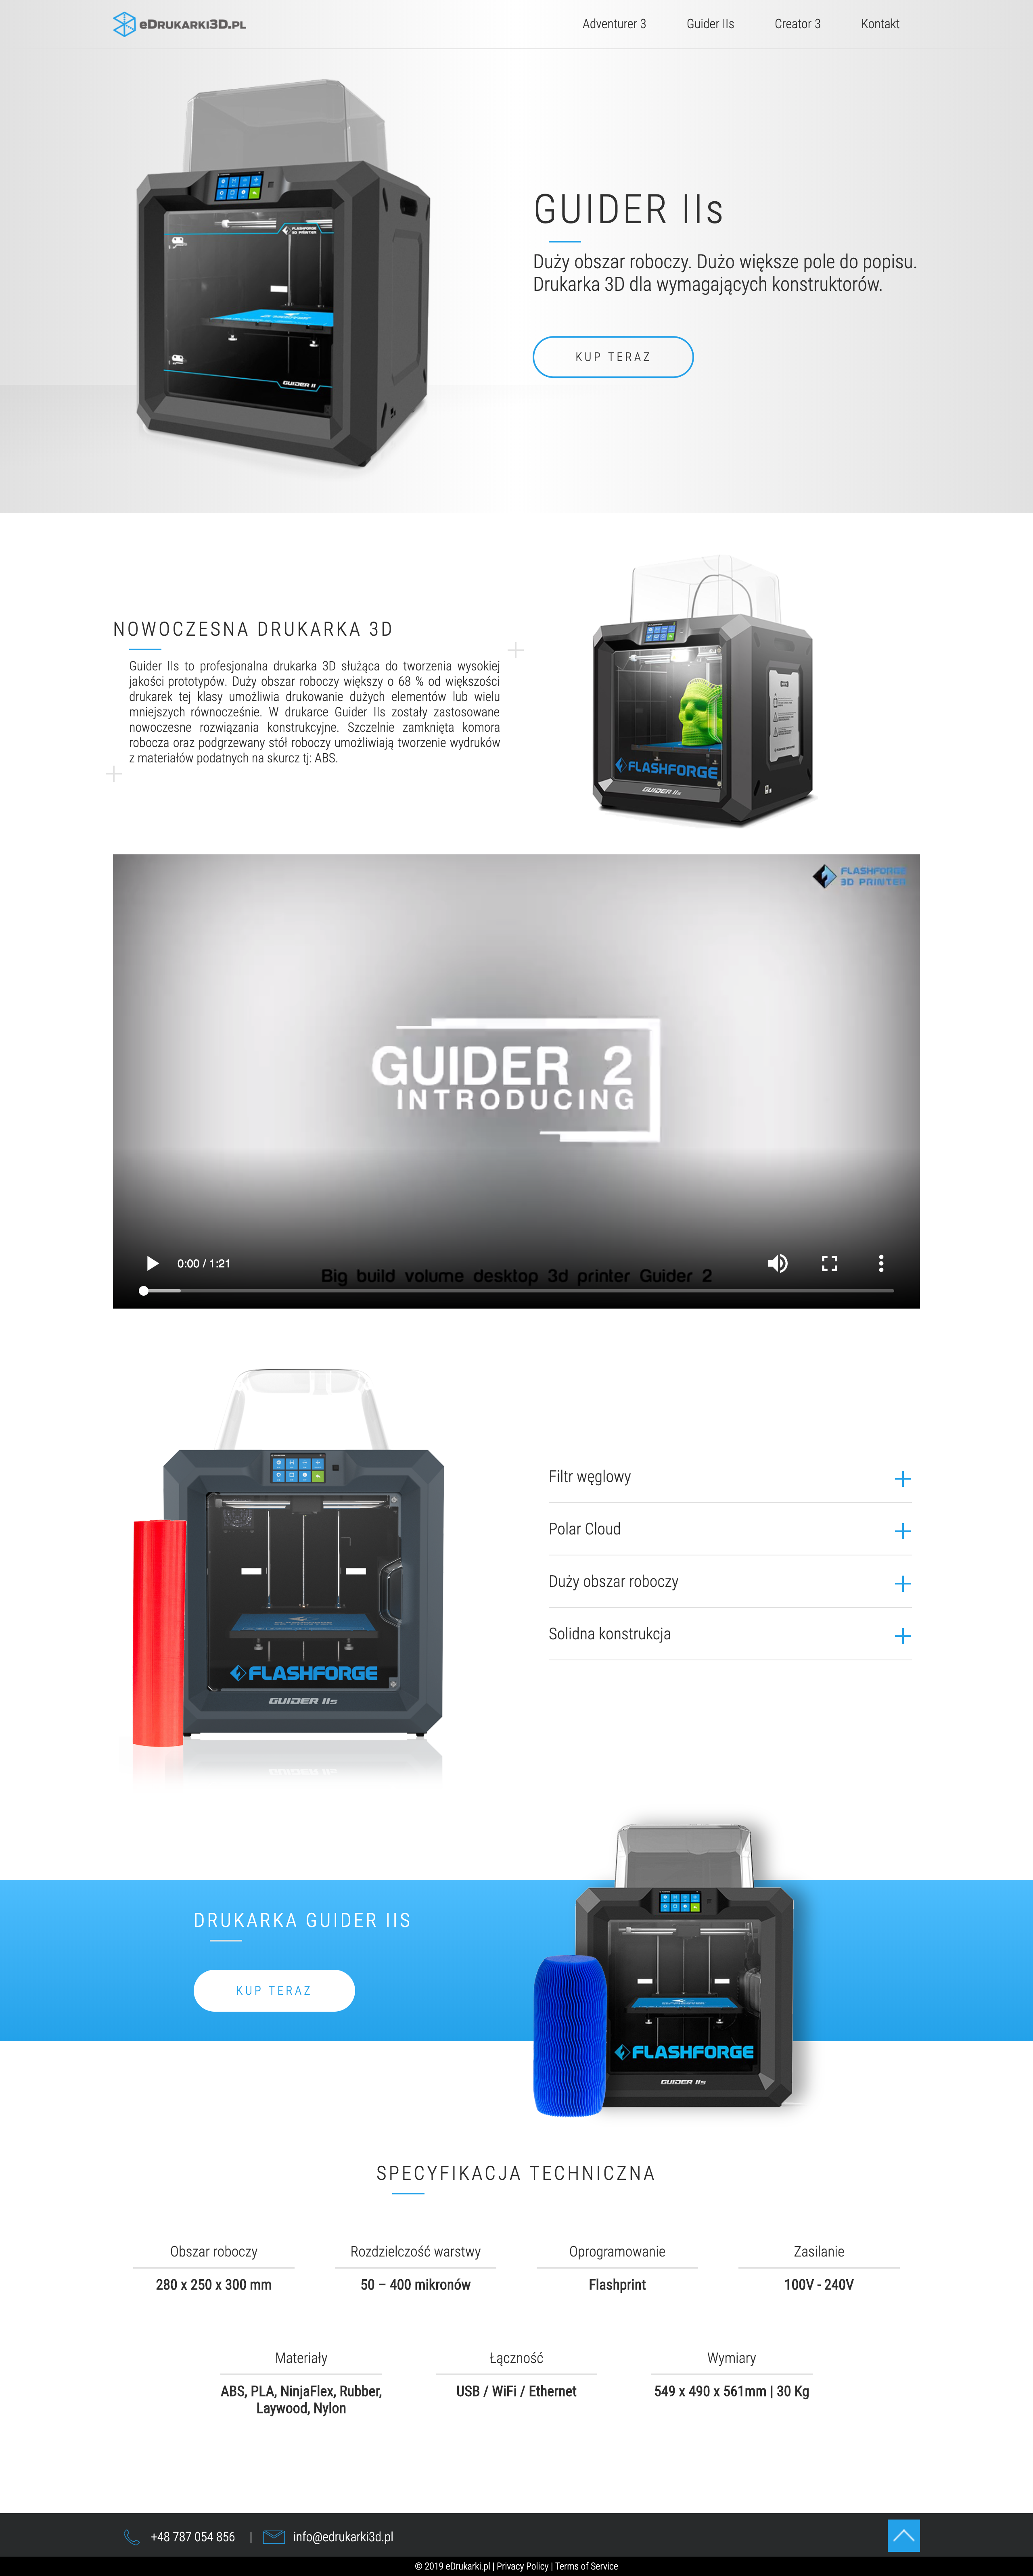 eDRUKARKI3D.PL
Adventurer 3
Guider IIs
Creator 3
Kontakt
FLASHFORGE
3D PRINTER
FLASHFORGE
GUIDER II
GUIDER IIs
Duży obszar roboczy. Dużo większe pole do popisu.
Drukarka 3D dla wymagających konstruktorów.
KUP TERAZ
NOWOCZESNA DRUKARKA 3D
Guider IIs to profesjonalna drukarka 3D służąca do tworzenia wysokiej
jakości prototypów. Duży obszar roboczy większy o 68 % od większości
drukarek tej klasy umożliwia drukowanie dużych elementów lub wielu
mniejszych równocześnie. W drukarce Guider IIs zostały zastosowane
nowoczesne rozwiązania konstrukcyjne. Szczelnie zamknięta komora
robocza oraz podgrzewany stół roboczy umożliwiają tworzenie wydruków
z materiałów podatnych na skurcz tj: ABS.
FLASHFORGE
GUIDER IIs
FLASHFORGE
3D PRINTER
GUIDER 2
INTRODUCING
0:00 / 1:21
Big build volume desktop 3d printer Guider 2
FLASHFORGE
GUIDER IIs
Filtr węglowy
Polar Cloud
Duży obszar roboczy
Solidna konstrukcja
DRUKARKA GUIDER IIS
KUP TERAZ
FLASHFORGE
GUIDER IIs
SPECYFIKACJA TECHNICZNA
Obszar roboczy
280 x 250 x 300 mm
Rozdzielczość warstwy
50 – 400 mikronów
Oprogramowanie
Flashprint
Zasilanie
100V - 240V
Materiały
ABS, PLA, NinjaFlex, Rubber,
Laywood, Nylon
Łączność
USB / WiFi / Ethernet
Wymiary
549 x 490 x 561mm | 30 Kg
+48 787 054 856 | info@edrukarki3d.pl
© 2019 eDrukarki.pl | Privacy Policy | Terms of Service